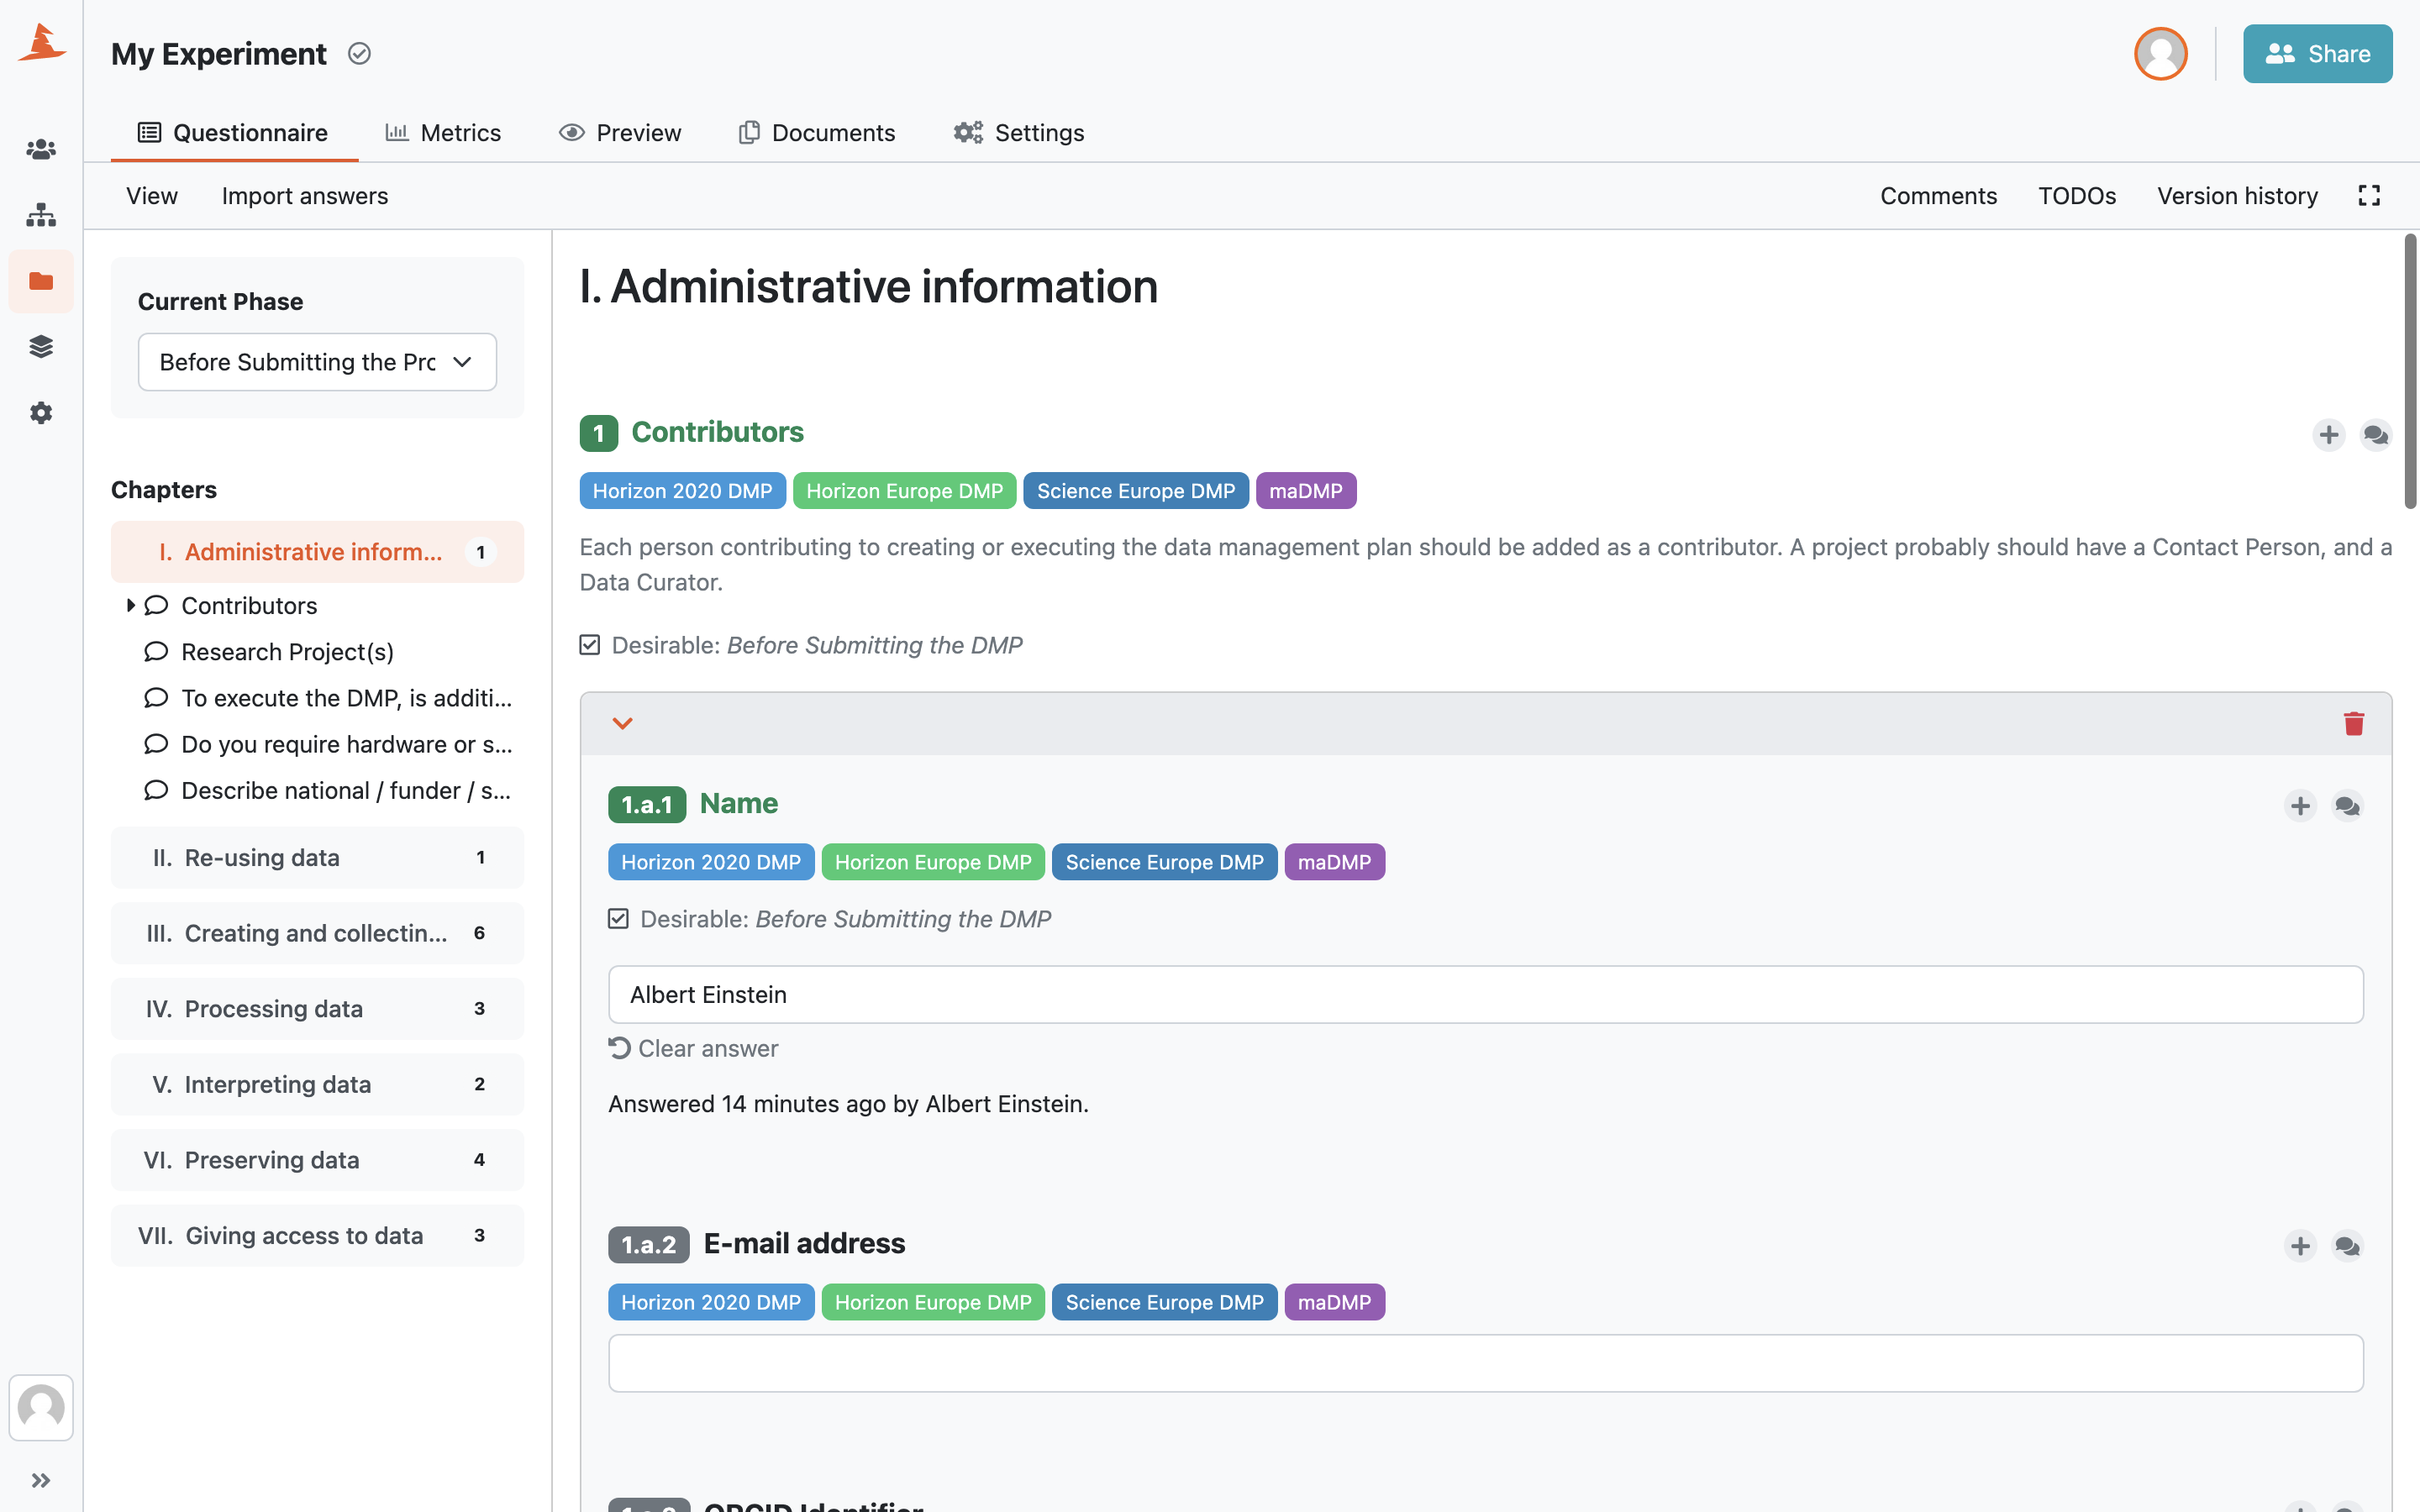 My Experiment
Share
Questionnaire
Metrics
Preview
Documents
Settings
View
Import answers
Comments
TODOs
Version history
Current Phase
Before Submitting the Pro
Chapters
I. Administrative inform... 1
Contributors
Research Project(s)
To execute the DMP, is additi...
Do you require hardware or s...
Describe national / funder / s...
II. Re-using data 1
III. Creating and collectin... 6
IV. Processing data 3
V. Interpreting data 2
VI. Preserving data 4
VII. Giving access to data 3
I. Administrative information
1 Contributors
Horizon 2020 DMP Horizon Europe DMP Science Europe DMP maDMP
Each person contributing to creating or executing the data management plan should be added as a contributor. A project probably should have a Contact Person, and a
Data Curator.
Desirable: Before Submitting the DMP
1.a.1 Name
Horizon 2020 DMP Horizon Europe DMP Science Europe DMP maDMP
Desirable: Before Submitting the DMP
Albert Einstein
Clear answer
Answered 14 minutes ago by Albert Einstein.
1.a.2 E-mail address
Horizon 2020 DMP Horizon Europe DMP Science Europe DMP maDMP
ORCID Identifier